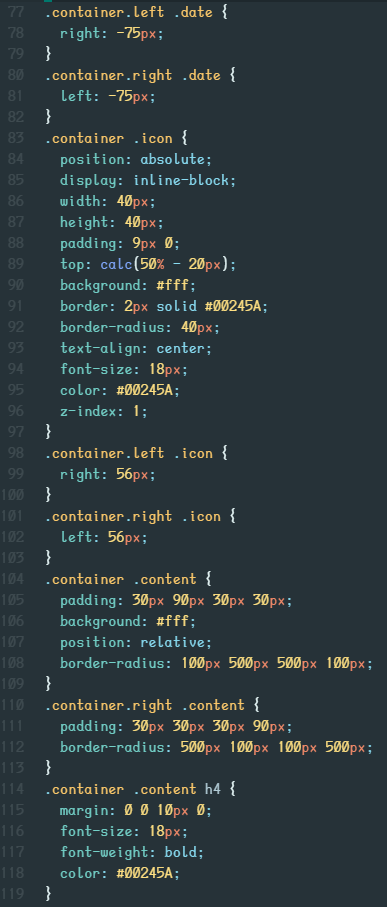 77 .container.left .date {
78 right: -75px;
79 }
80 .container.right .date {
81 left: -75px;
82 }
83 .container .icon {
84 position: absolute;
85 display: inline-block;
86 width: 40px;
87 height: 40px;
88 padding: 9px 0;
89 top: calc(50% - 20px);
90 background: #fff;
91 border: 2px solid #00245A;
92 border-radius: 40px;
93 text-align: center;
94 font-size: 18px;
95 color: #00245A;
96 z-index: 1;
97 }
98 .container.left .icon {
99 right: 56px;
100 }
101 .container.right .icon {
102 left: 56px;
103 }
104 .container .content {
105 padding: 30px 90px 30px 30px;
106 background: #fff;
107 position: relative;
108 border-radius: 100px 500px 500px 100px;
109 }
110 .container.right .content {
111 padding: 30px 30px 30px 90px;
112 border-radius: 500px 100px 100px 500px;
113 }
114 .container .content h4 {
115 margin: 0 0 10px 0;
116 font-size: 18px;
117 font-weight: bold;
118 color: #00245A;
119 }